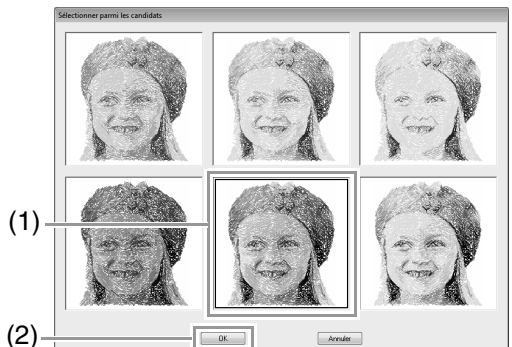 Sélectionner parmi les candidats
(1)
(2)
OK
Annuler